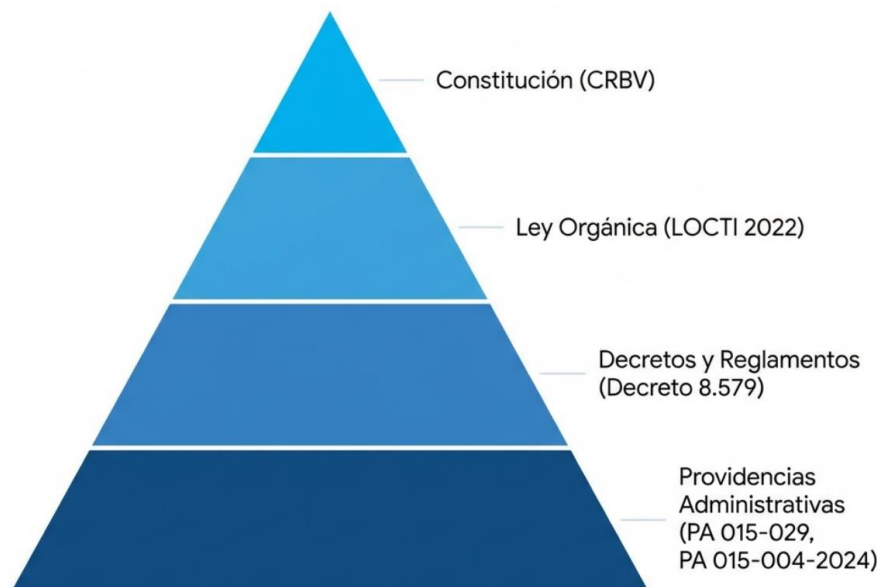 Constitución (CRBV)
Ley Orgánica (LOCTI 2022)
Decretos y Reglamentos
(Decreto 8.579)
Providencias
Administrativas
(PA 015-029,
PA 015-004-2024)